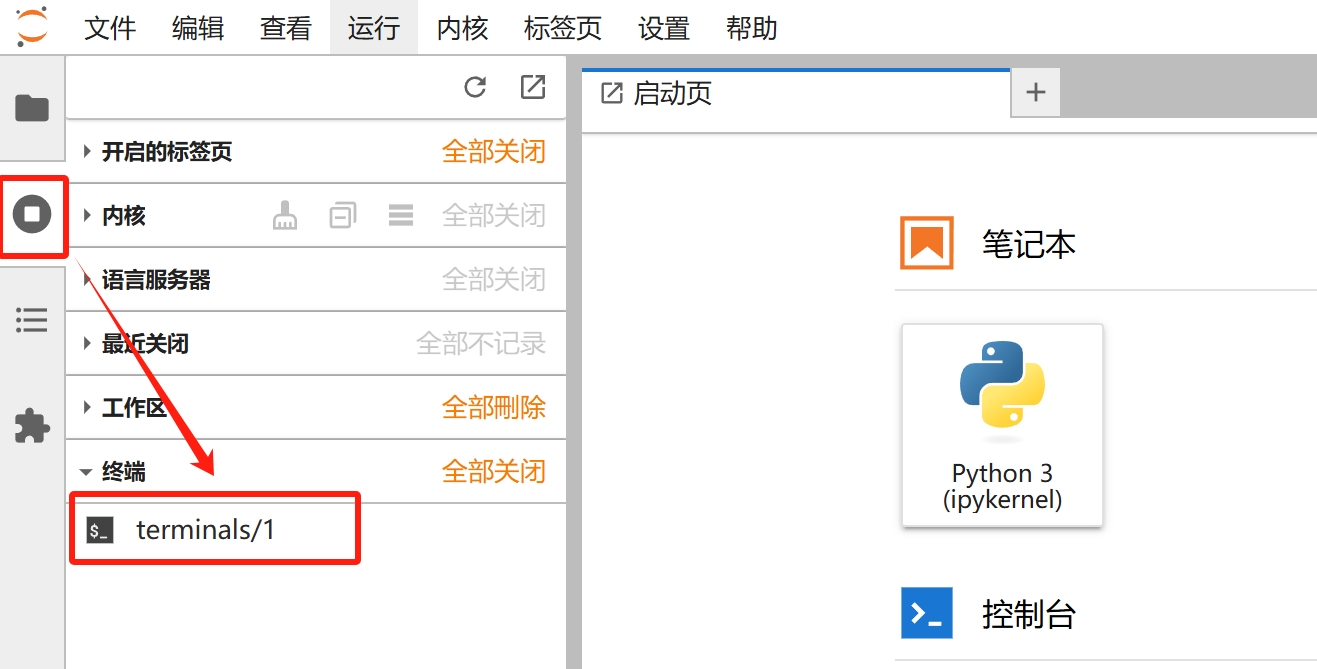 文件 编辑 查看 运行 内核 标签页 设置 帮助
启动页
开启的标签页 全部关闭
内核 全部关闭
语言服务器 全部关闭
最近关闭 全部不记录
工作区 全部删除
终端 全部关闭
$_ terminals/1
笔记本
Python 3
(ipykernel)
控制台